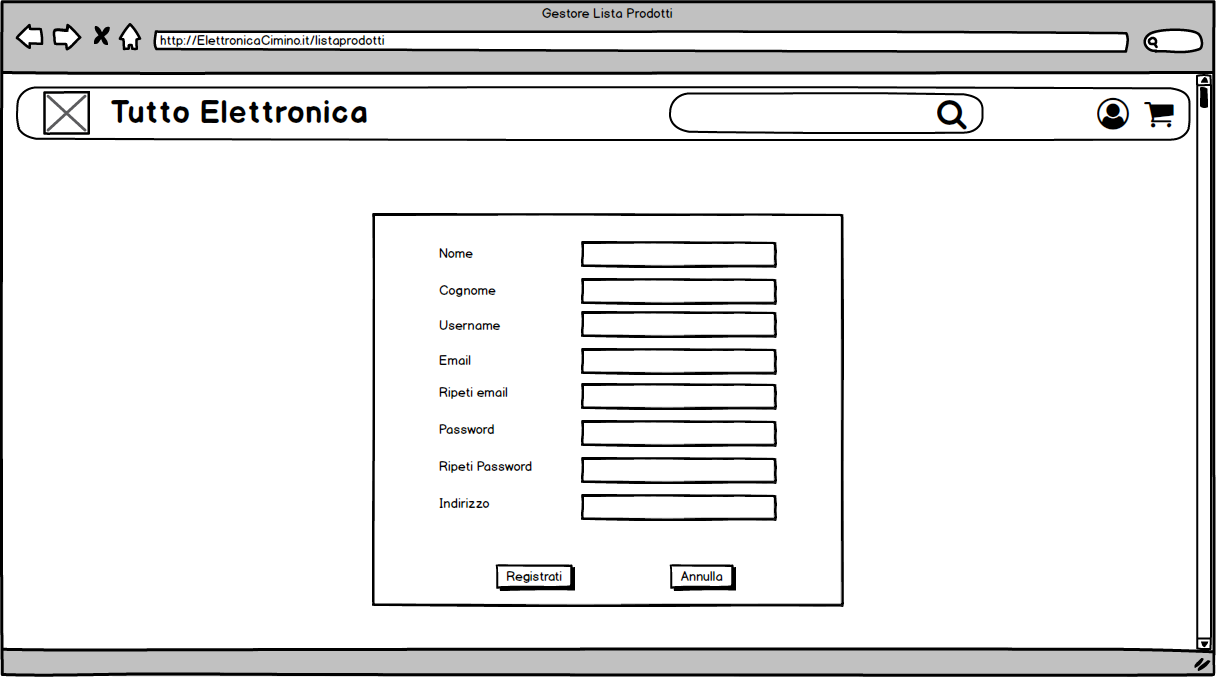 Gestore Lista Prodotti
http://ElettronicaCimino.it/listaprodotti
Tutto Elettronica
Nome
Cognome
Username
Email
Ripeti email
Password
Ripeti Password
Indirizzo
Registrati Annulla